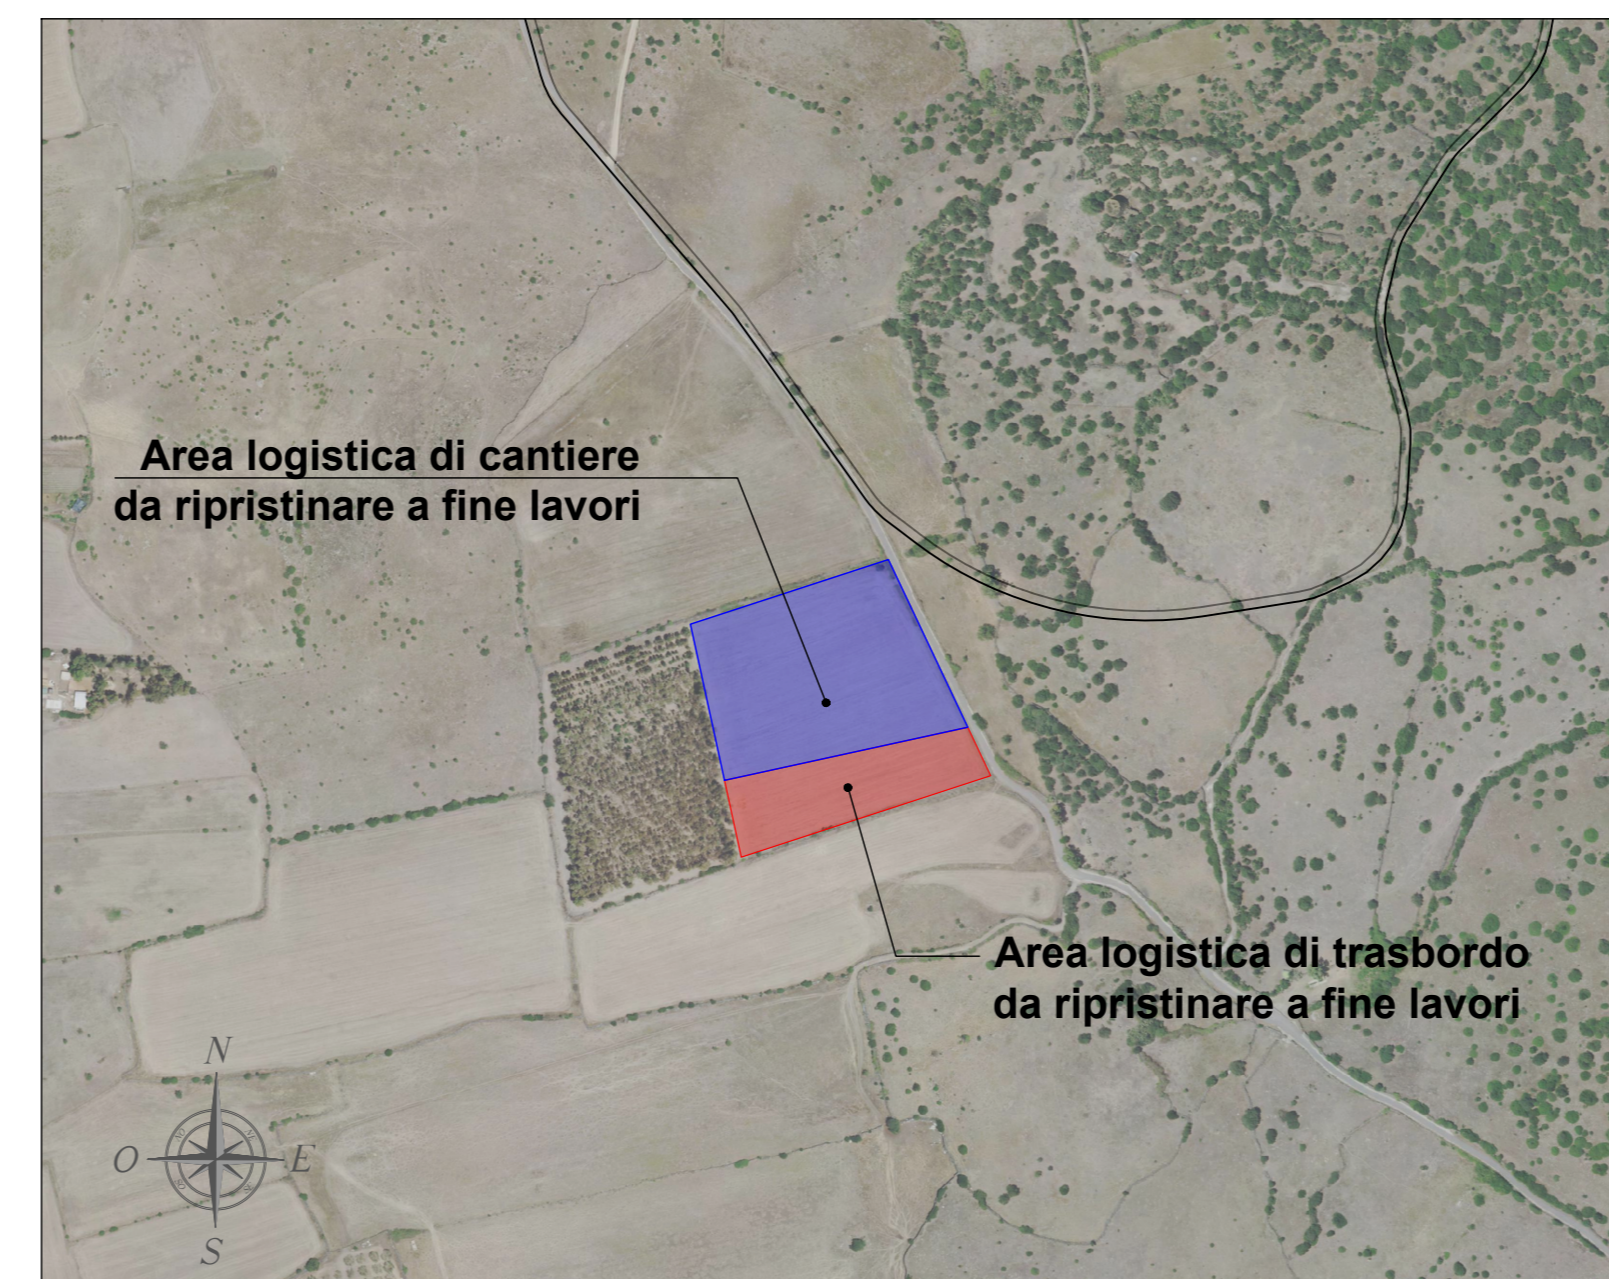 Area logistica di cantiere
da ripristinare a fine lavori
Area logistica di trasbordo
da ripristinare a fine lavori
N
O
E
S